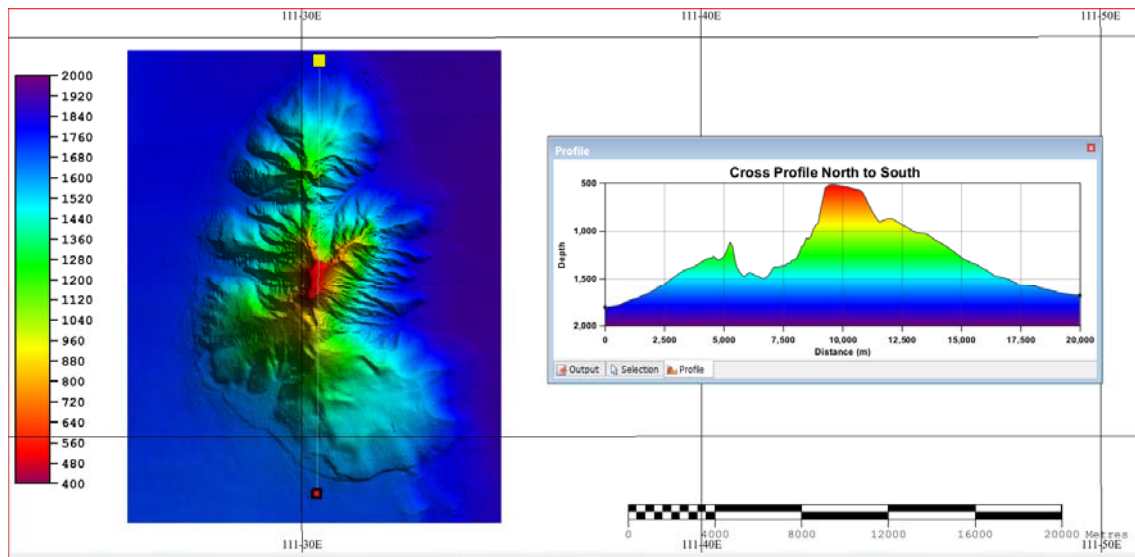 111-30E 111-40E 111-50E
2000
1920
1840
1760
1680
1600
1520
1440
1360
1280
1200
1120
1040
960
880
800
720
640
560
480
400
Profile
Cross Profile North to South
500
1,000
1,500
2,000
Depth
0 2,500 5,000 7,500 10,000 12,500 15,000 17,500 20,000
Distance (m)
Output Selection Profile
0 4000 8000 12000 16000 20000 Metres
111-30E 111-40E 111-50E